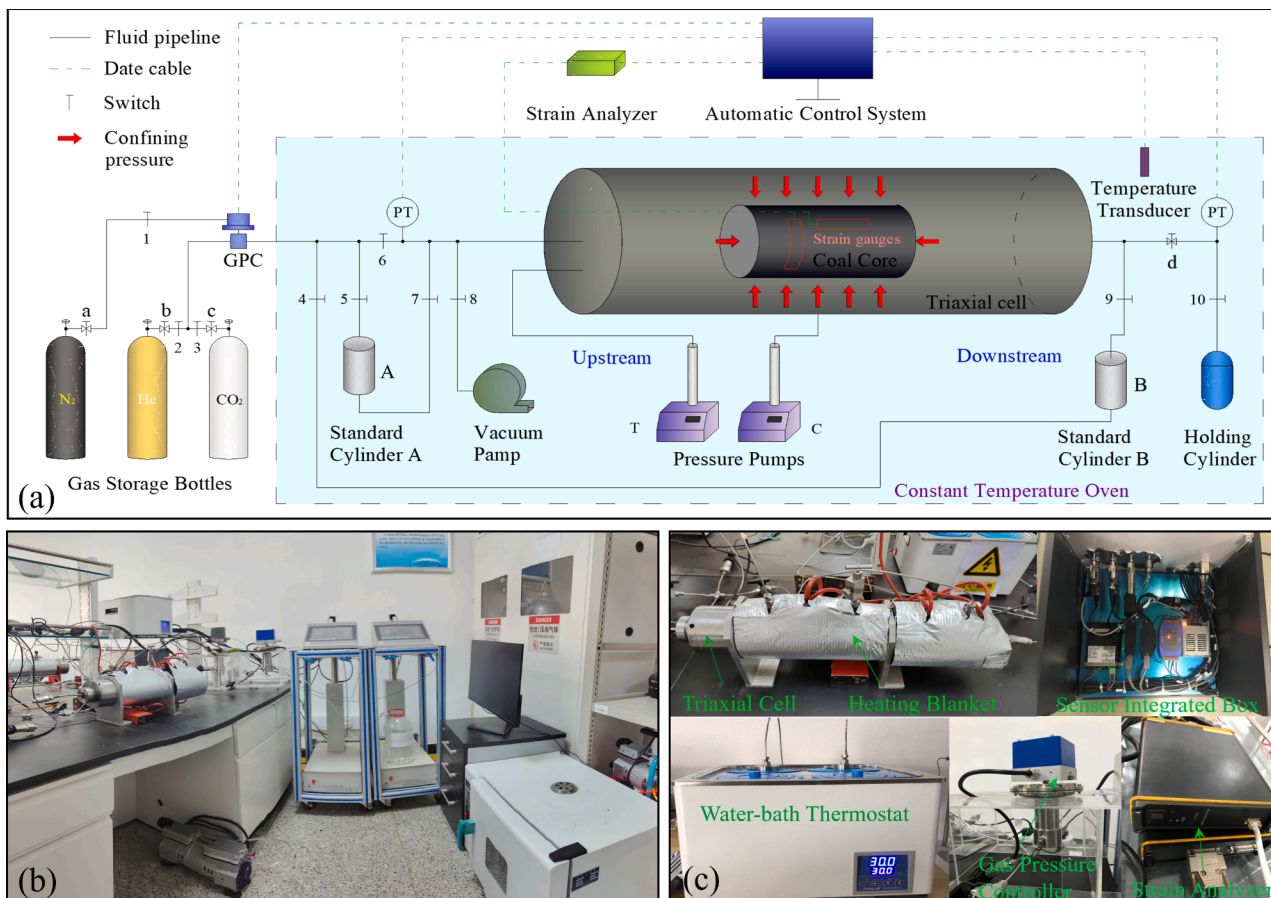 Fluid pipeline
Date cable
Switch
Confining
pressure
Strain Analyzer
Automatic Control System
Temperature
Transducer
PT
PT
1
GPC
6
Strain gauges
Coal Core
d
a
b
c
2
3
4
5
7
8
Triaxial cell
9
10
Upstream
Downstream
N₂
He
CO₂
A
B
T
C
Standard
Cylinder A
Vacuum
Pamp
Pressure Pumps
Standard
Cylinder B
Holding
Cylinder
Gas Storage Bottles
Constant Temperature Oven
(a)
DANGER
DANGER
(b)
Triaxial Cell
Heating Blanket
Sensor Integrated Box
Water-bath Thermostat
30.0
30.0
Gas Pressure
Controller
Strain Analyzer
(c)